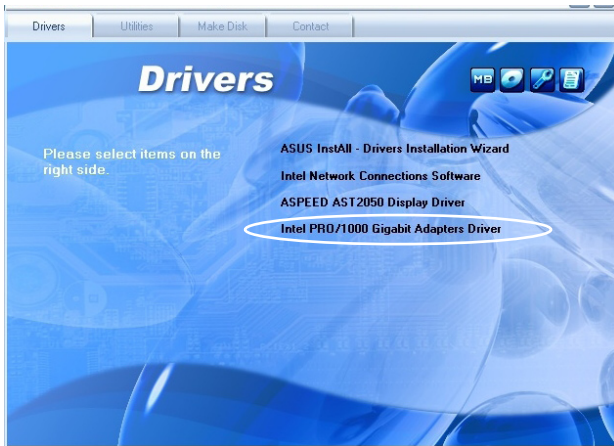 Drivers
Utilities
Make Disk
Contact
Drivers
MB
Please select items on the
right side.
ASUS InstAll - Drivers Installation Wizard
Intel Network Connections Software
ASPEED AST2050 Display Driver
Intel PRO/1000 Gigabit Adapters Driver